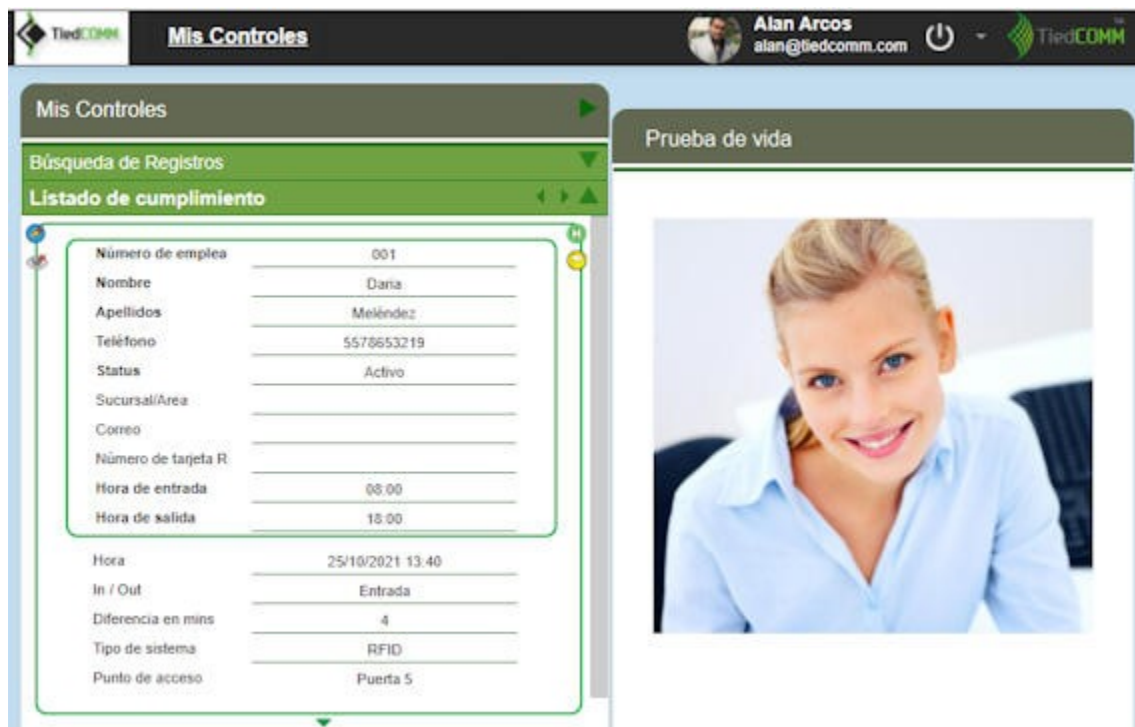 TiedCOMM
Mis Controles
Alan Arcos
alan@tiedcomm.com
TiedCOMM
Mis Controles
Búsqueda de Registros
Listado de cumplimiento
Número de emplea 001
Nombre Daria
Apellidos Meléndez
Teléfono 5578653219
Status Activo
Sucursal/Area
Correo
Número de tarjeta R
Hora de entrada 08:00
Hora de salida 18:00
Hora 25/10/2021 13:40
In / Out Entrada
Diferencia en mins 4
Tipo de sistema RFID
Punto de acceso Puerta 5
Prueba de vida